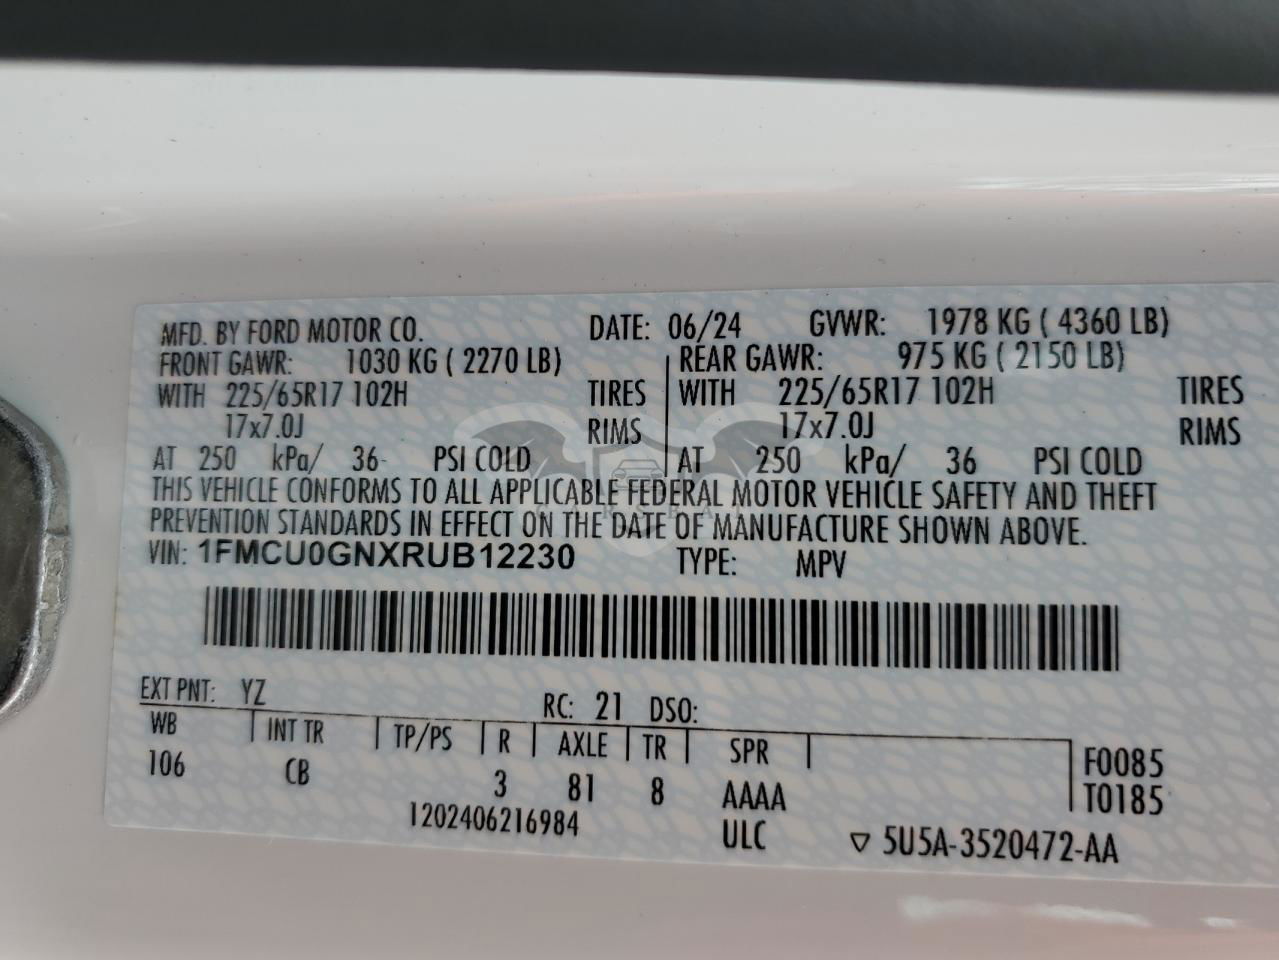 MFD. BY FORD MOTOR CO. DATE: 06/24 GVWR: 1978 KG ( 4360 LB)
FRONT GAWR: 1030 KG ( 2270 LB) REAR GAWR: 975 KG ( 2150 LB)
WITH 225/65R17 102H TIRES WITH 225/65R17 102H TIRES
17x7.0J RIMS 17x7.0J RIMS
AT 250 kPa/ 36 PSI COLD AT 250 kPa/ 36 PSI COLD
THIS VEHICLE CONFORMS TO ALL APPLICABLE FEDERAL MOTOR VEHICLE SAFETY AND THEFT
PREVENTION STANDARDS IN EFFECT ON THE DATE OF MANUFACTURE SHOWN ABOVE.
VIN: 1FMCU0GNXRUB12230 TYPE: MPV
EXT PNT: YZ RC: 21 DSO:
WB INT TR TP/PS R AXLE TR SPR F0085
106 CB 3 81 8 AAAA T0185
1202406216984 ULC ▽ 5U5A-3520472-AA